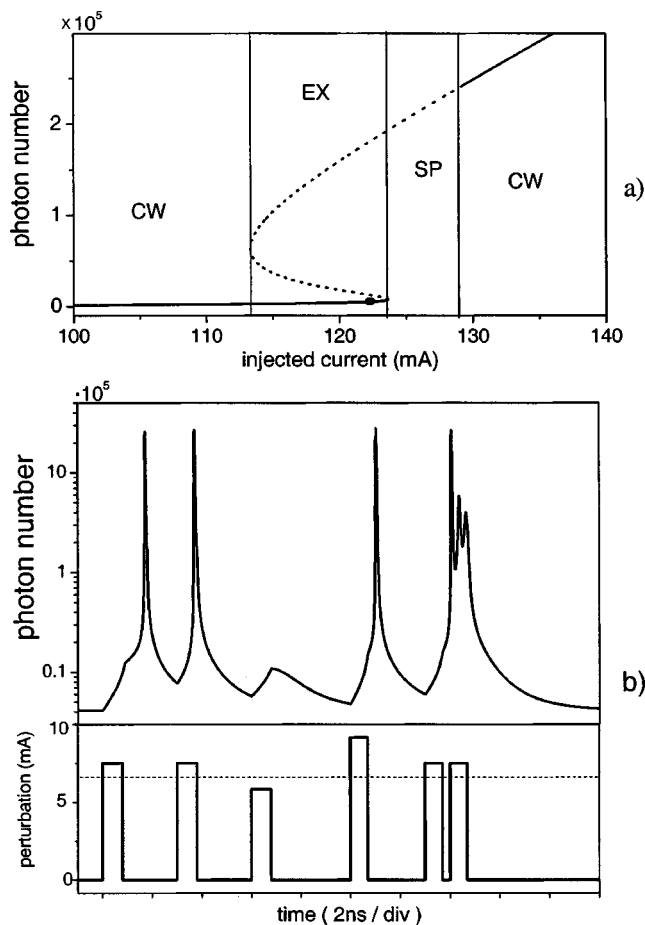 ×10⁵
photon number
2
1
0
CW
EX
SP
CW
a)
100
110
120
130
140
injected current (mA)
·10⁵
photon number
10
1
0.1
b)
perturbation (mA)
10
5
0
time ( 2ns / div )